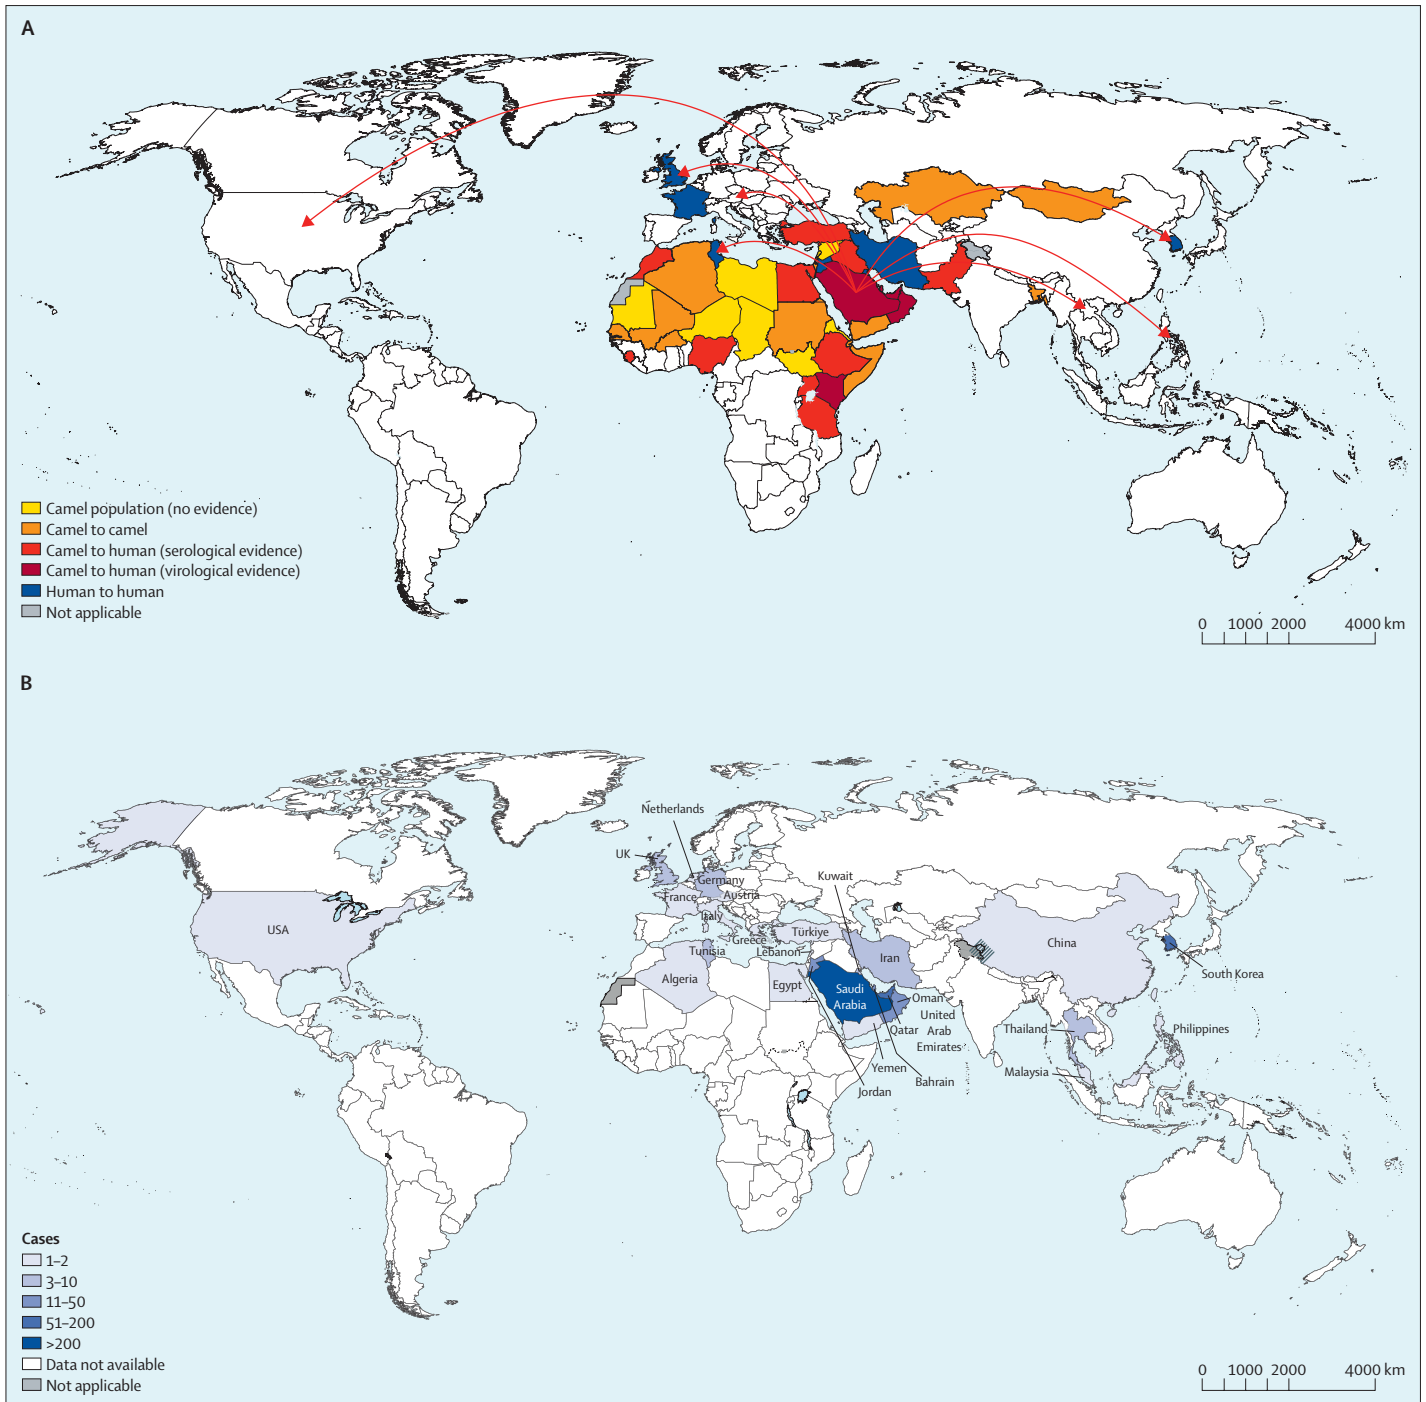 A
Camel population (no evidence)
Camel to camel
Camel to human (serological evidence)
Camel to human (virological evidence)
Human to human
Not applicable
0 1000 2000 4000 km
B
Netherlands
UK
Germany
Kuwait
France
Austria
Italy
USA
Türkiye
Greece
China
Tunisia
Lebanon
Iran
South Korea
Algeria
Egypt
Saudi
Arabia
Oman
United
Arab
Emirates
Qatar
Thailand
Philippines
Yemen
Malaysia
Bahrain
Jordan
Cases
1–2
3–10
11–50
51–200
>200
Data not available
Not applicable
0 1000 2000 4000 km